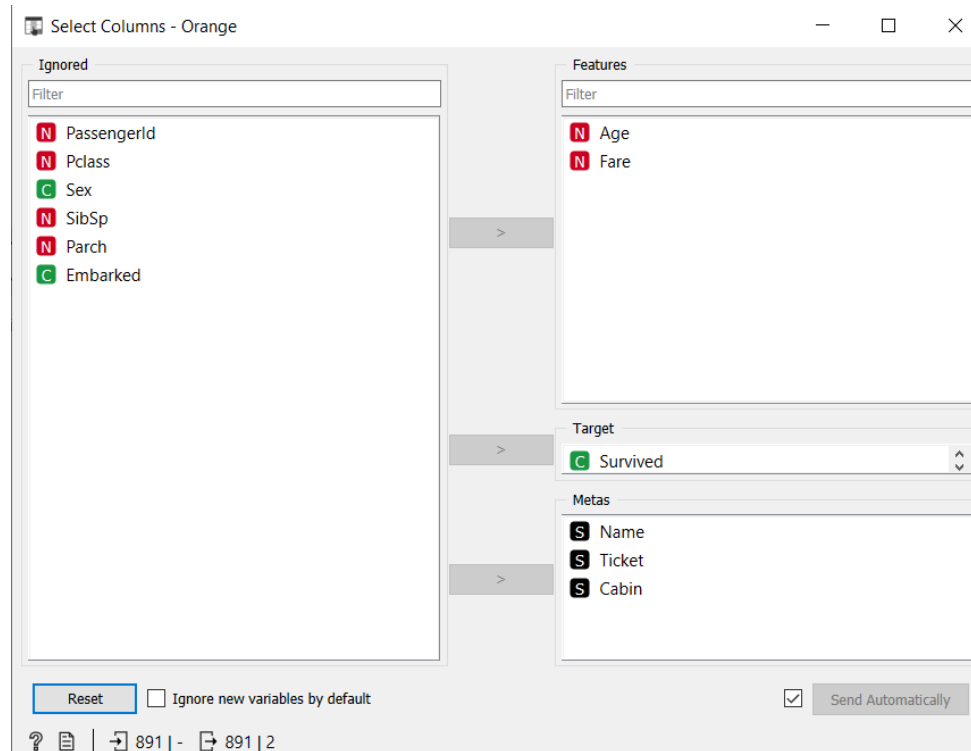 Select Columns - Orange
Ignored
Filter
N PassengerId
N Pclass
C Sex
N SibSp
N Parch
C Embarked
>
>
>
Features
Filter
N Age
N Fare
Target
C Survived
Metas
S Name
S Ticket
S Cabin
Reset
Ignore new variables by default
Send Automatically
? 891 | - 891 | 2